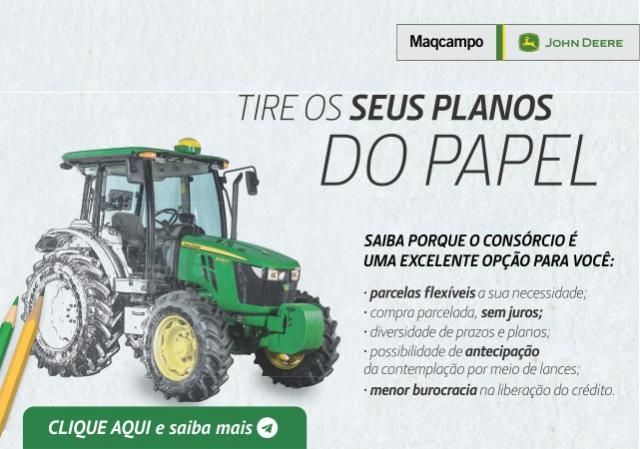 Maqcampo
JOHN DEERE
TIRE OS SEUS PLANOS
DO PAPEL
SAIBA PORQUE O CONSÓRCIO É
UMA EXCELENTE OPÇÃO PARA VOCÊ:
· parcelas flexíveis a sua necessidade;
· compra parcelada, sem juros;
· diversidade de prazos e planos;
· possibilidade de antecipação
da contemplação por meio de lances;
· menor burocracia na liberação do crédito.
CLIQUE AQUI e saiba mais